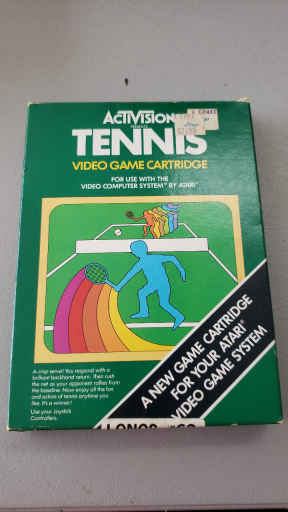 ACTIVISION
PRESENTS
TENNIS
VIDEO GAME CARTRIDGE
FOR USE WITH THE
VIDEO COMPUTER SYSTEM™ BY ATARI®
A NEW GAME CARTRIDGE
FOR YOUR ATARI®
VIDEO GAME SYSTEM
A crisp serve! You respond with a
brilliant backhand return. Then rush
the net as your opponent rallies from
the baseline. Now enjoy all the fun
and action of tennis anytime you
like. It's a winner!
Use your Joystick
Controllers.